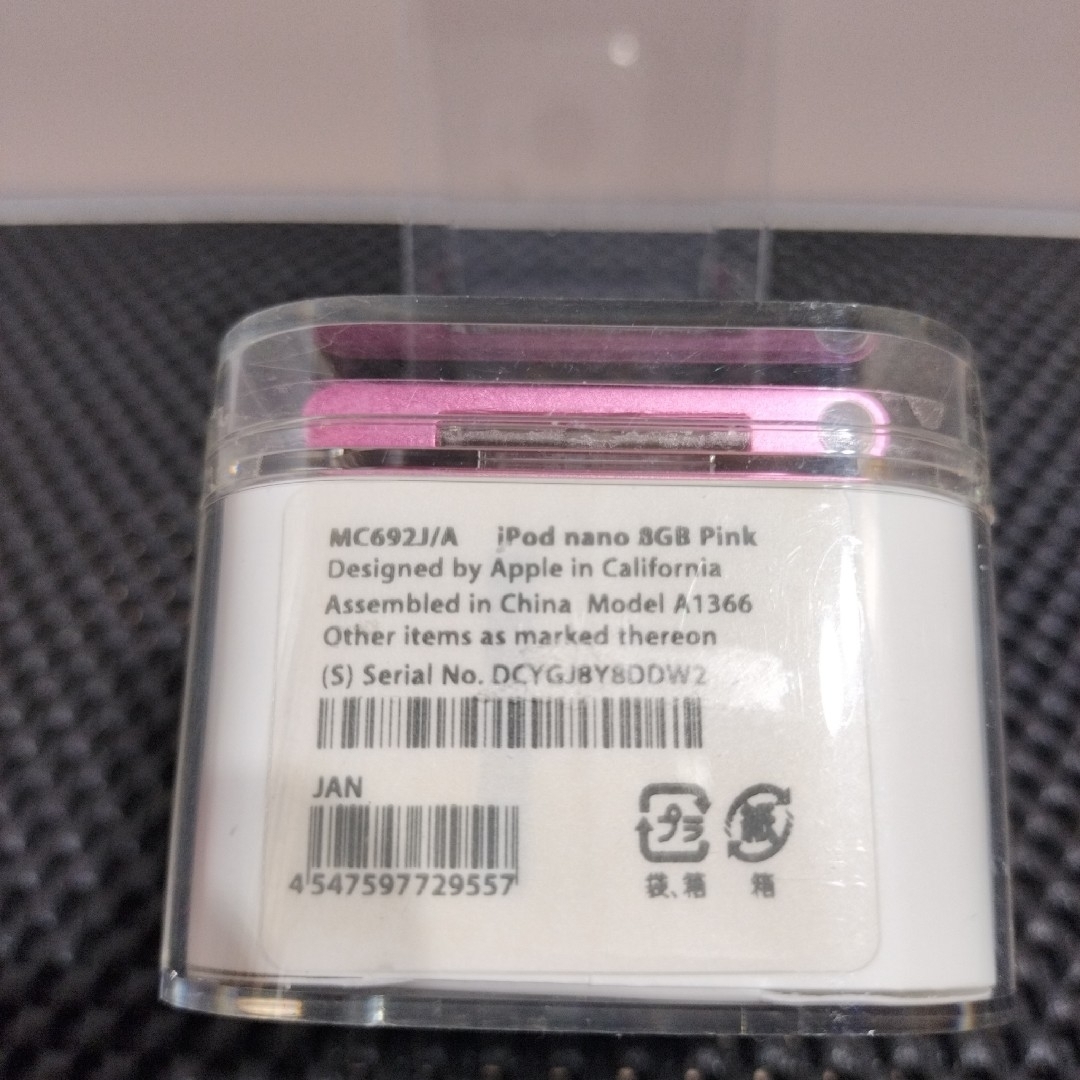 MC692J/A iPod nano 8GB Pink
Designed by Apple in California
Assembled in China Model A1366
Other items as marked thereon
(S) Serial No. DCYGJ8Y8DDW2
JAN
4547597729557
プラ 紙
袋、箱 箱